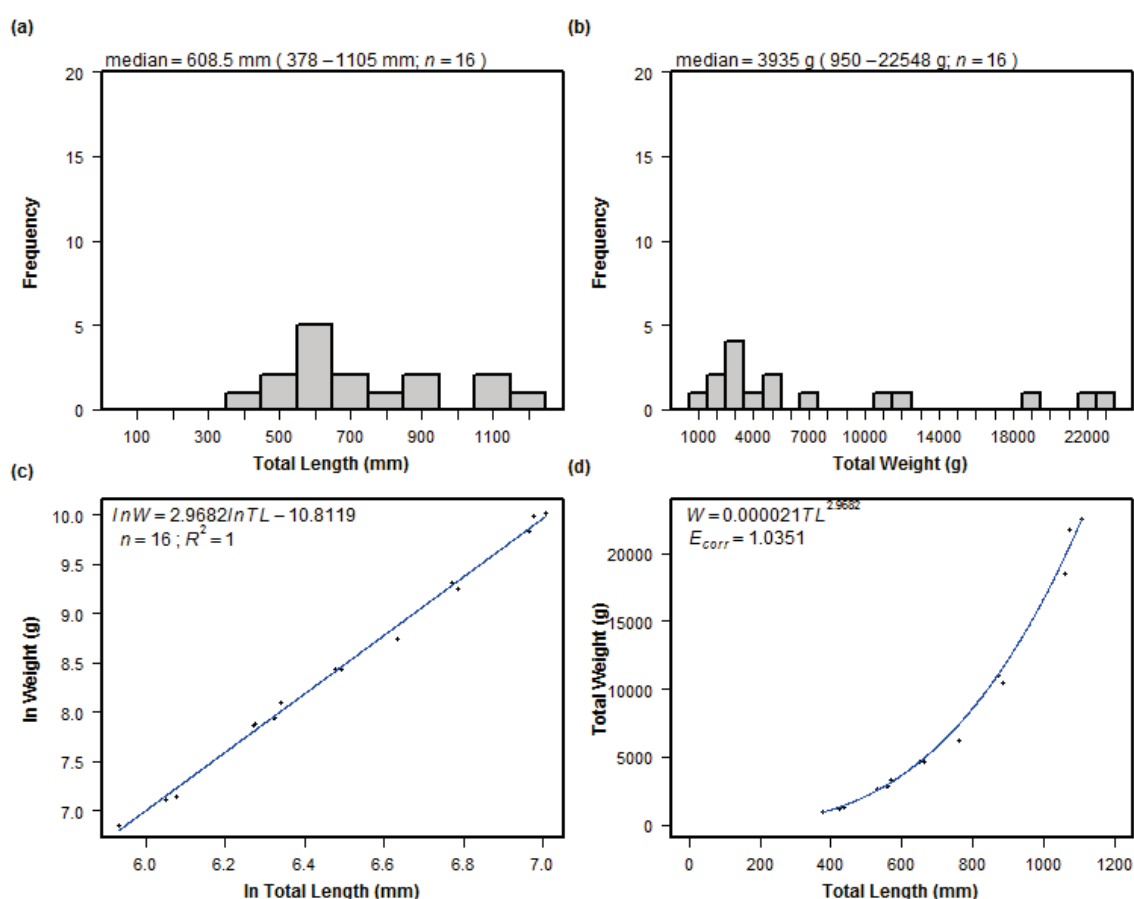 (a)
median = 608.5 mm ( 378 – 1105 mm; n = 16 )
20
15
10
5
0
Frequency
100 300 500 700 900 1100
Total Length (mm)
(b)
median = 3935 g ( 950 – 22548 g; n = 16 )
20
15
10
5
0
Frequency
1000 4000 7000 10000 14000 18000 22000
Total Weight (g)
(c)
lnW = 2.9682lnTL – 10.8119
n = 16 ; R² = 1
10.0
9.5
9.0
8.5
8.0
7.5
7.0
ln Weight (g)
6.0 6.2 6.4 6.6 6.8 7.0
ln Total Length (mm)
(d)
W = 0.000021TL^2.9682
E_corr = 1.0351
20000
15000
10000
5000
0
Total Weight (g)
0 200 400 600 800 1000 1200
Total Length (mm)